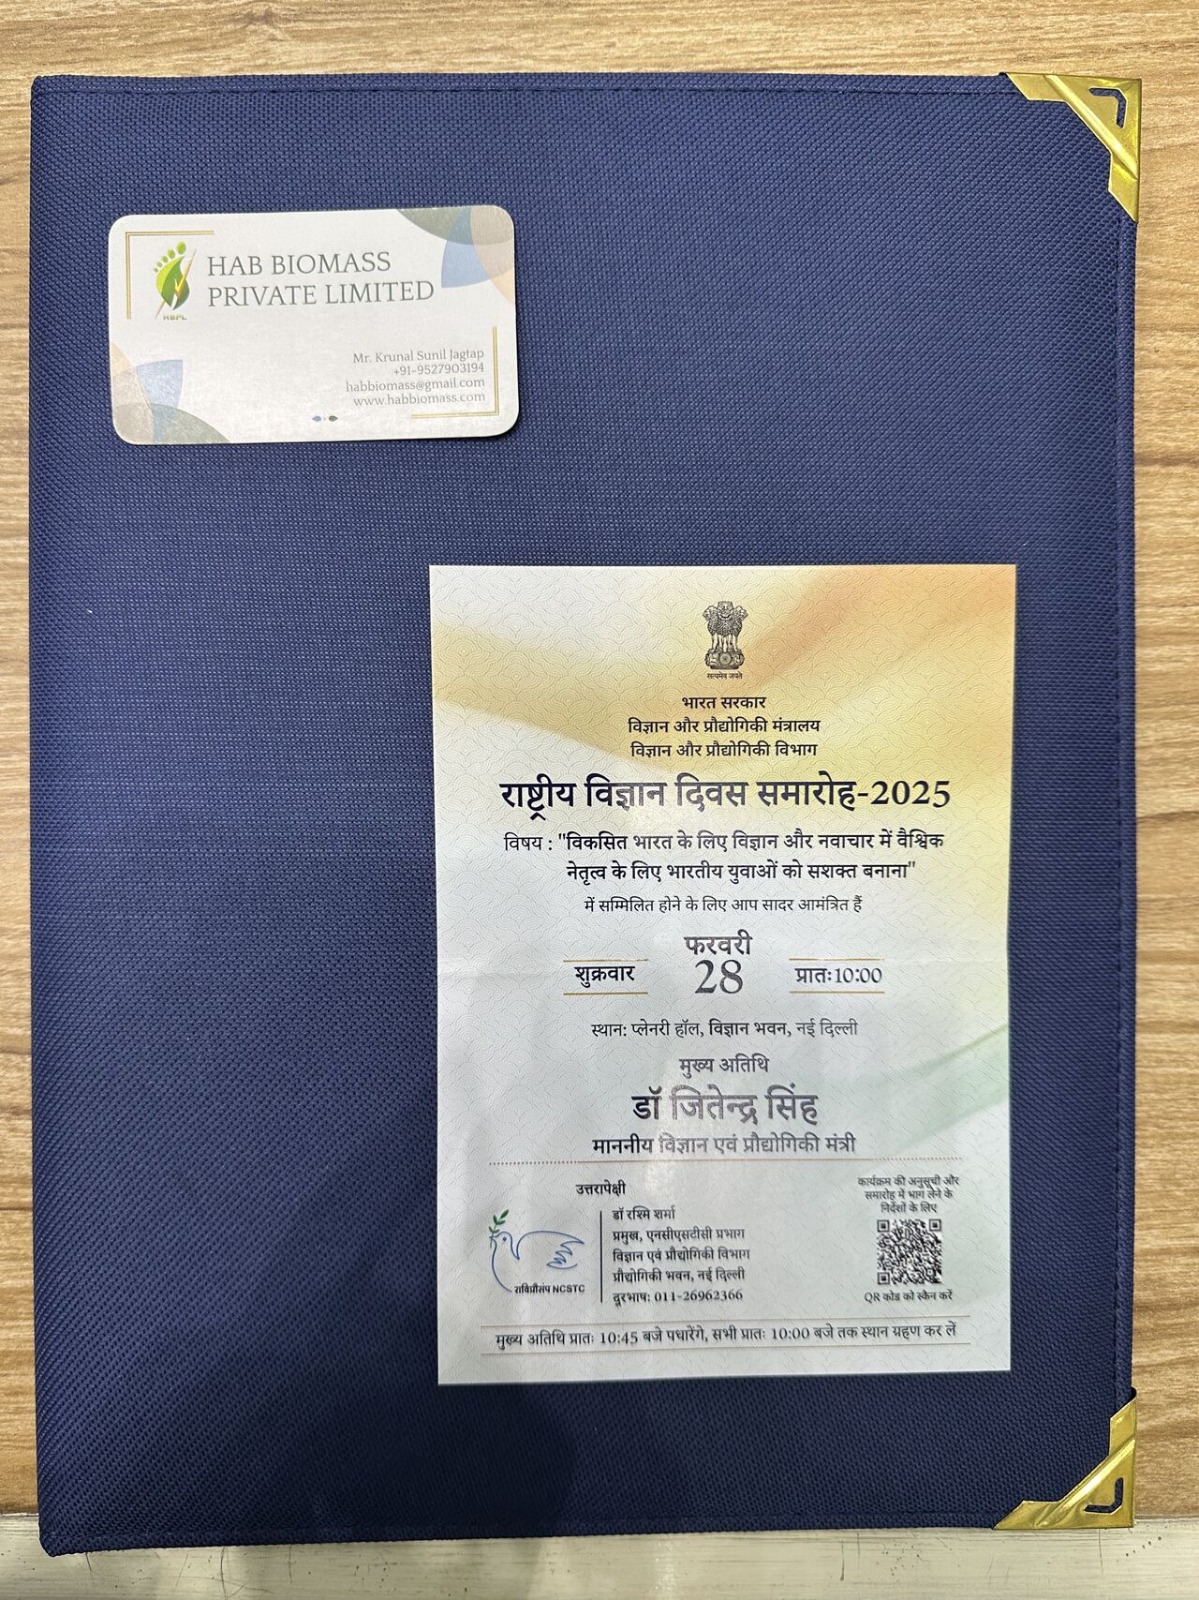 HAB BIOMASS
PRIVATE LIMITED
HBPL
Mr. Krunal Sunil Jagtap
+91-9527903194
habbiomass@gmail.com
www.habbiomass.com
सत्यमेव जयते
भारत सरकार
विज्ञान और प्रौद्योगिकी मंत्रालय
विज्ञान और प्रौद्योगिकी विभाग
राष्ट्रीय विज्ञान दिवस समारोह-2025
विषय : "विकसित भारत के लिए विज्ञान और नवाचार में वैश्विक
नेतृत्व के लिए भारतीय युवाओं को सशक्त बनाना"
में सम्मिलित होने के लिए आप सादर आमंत्रित हैं
फरवरी
शुक्रवार 28 प्रातः10:00
स्थान: प्लेनरी हॉल, विज्ञान भवन, नई दिल्ली
मुख्य अतिथि
डॉ जितेन्द्र सिंह
माननीय विज्ञान एवं प्रौद्योगिकी मंत्री
उत्तरापेक्षी
डॉ रश्मि शर्मा
प्रमुख, एनसीएसटीसी प्रभाग
विज्ञान एवं प्रौद्योगिकी विभाग
प्रौद्योगिकी भवन, नई दिल्ली
दूरभाष: 011-26962366
राविप्रौसंप NCSTC
कार्यक्रम की अनुसूची और
समारोह में भाग लेने के
निर्देशों के लिए
QR कोड को स्कैन करें
मुख्य अतिथि प्रातः 10:45 बजे पधारेंगे, सभी प्रातः 10:00 बजे तक स्थान ग्रहण कर लें